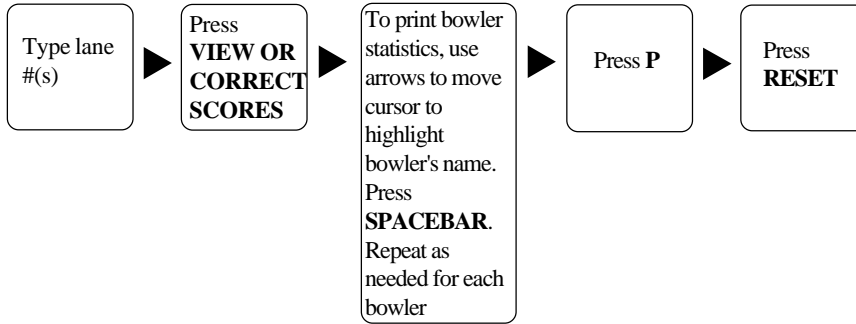 Type lane
#(s)
Press
VIEW OR
CORRECT
SCORES
To print bowler
statistics, use
arrows to move
cursor to
highlight
bowler's name.
Press
SPACEBAR.
Repeat as
needed for each
bowler
Press P
Press
RESET